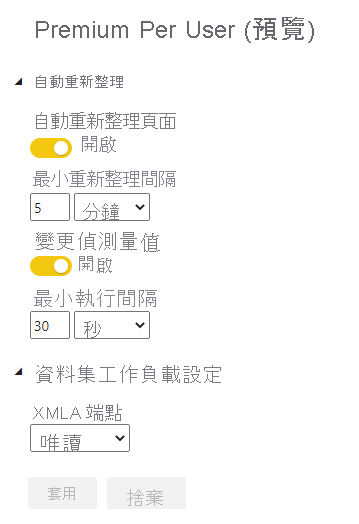 Premium Per User (預覽)
自動重新整理
自動重新整理頁面
開啟
最小重新整理間隔
5 分鐘
變更偵測量值
開啟
最小執行間隔
30 秒
資料集工作負載設定
XMLA 端點
唯讀
套用 捨棄